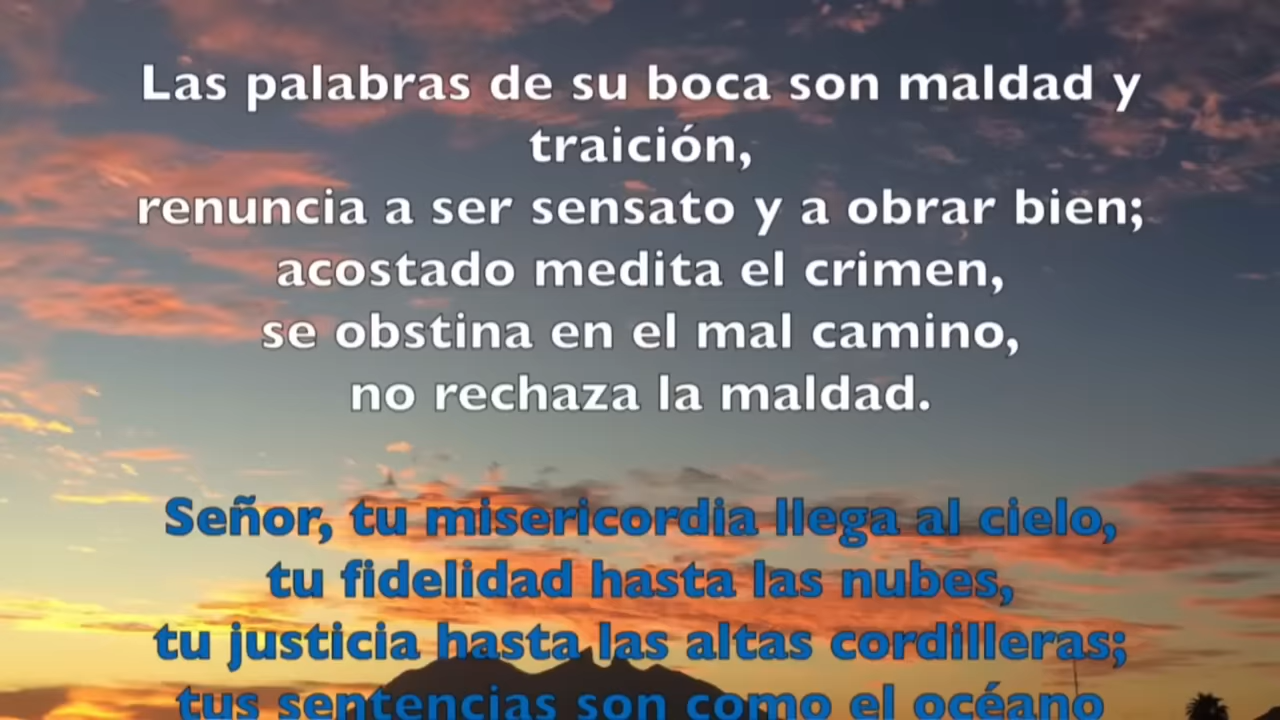 Las palabras de su boca son maldad y
traición,
renuncia a ser sensato y a obrar bien;
acostado medita el crimen,
se obstina en el mal camino,
no rechaza la maldad.
Señor, tu misericordia llega al cielo,
tu fidelidad hasta las nubes,
tu justicia hasta las altas cordilleras;
tus sentencias son como el océano